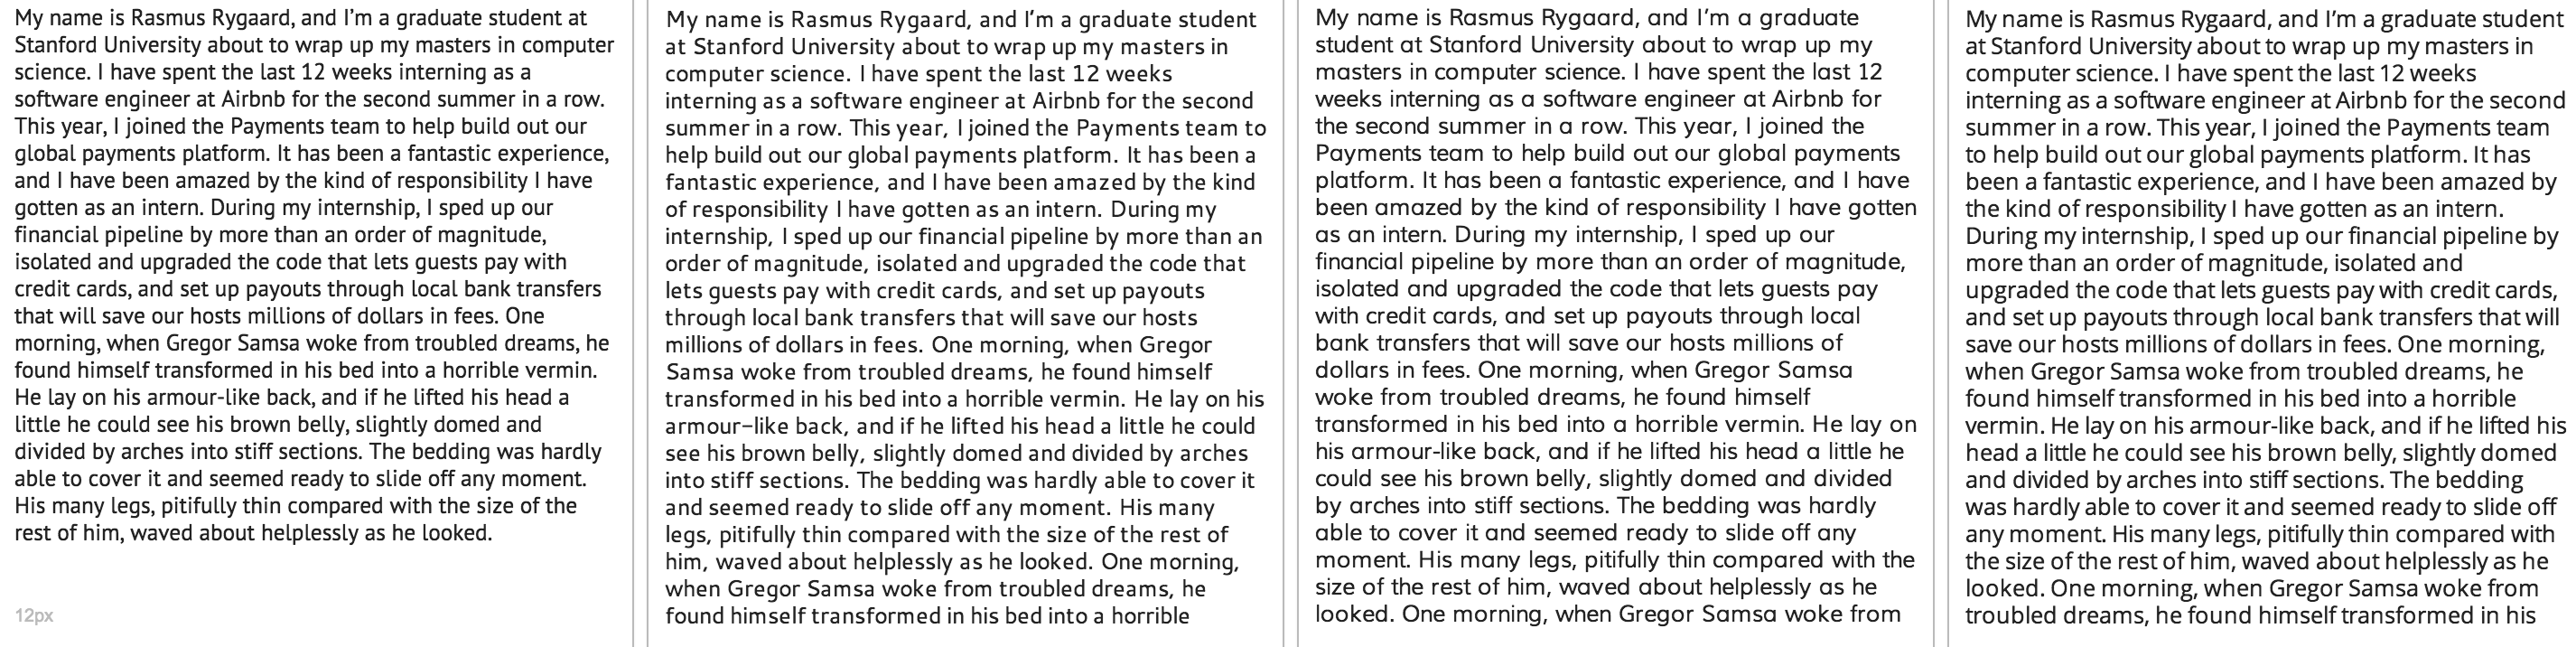 My name is Rasmus Rygaard, and I'm a graduate student at
Stanford University about to wrap up my masters in computer
science. I have spent the last 12 weeks interning as a
software engineer at Airbnb for the second summer in a row.
This year, I joined the Payments team to help build out our
global payments platform. It has been a fantastic experience,
and I have been amazed by the kind of responsibility I have
gotten as an intern. During my internship, I sped up our
financial pipeline by more than an order of magnitude,
isolated and upgraded the code that lets guests pay with
credit cards, and set up payouts through local bank transfers
that will save our hosts millions of dollars in fees. One
morning, when Gregor Samsa woke from troubled dreams, he
found himself transformed in his bed into a horrible vermin.
He lay on his armour-like back, and if he lifted his head a
little he could see his brown belly, slightly domed and
divided by arches into stiff sections. The bedding was hardly
able to cover it and seemed ready to slide off any moment.
His many legs, pitifully thin compared with the size of the
rest of him, waved about helplessly as he looked.
12px
My name is Rasmus Rygaard, and I'm a graduate student
at Stanford University about to wrap up my masters in
computer science. I have spent the last 12 weeks
interning as a software engineer at Airbnb for the second
summer in a row. This year, I joined the Payments team to
help build out our global payments platform. It has been a
fantastic experience, and I have been amazed by the kind
of responsibility I have gotten as an intern. During my
internship, I sped up our financial pipeline by more than an
order of magnitude, isolated and upgraded the code that
lets guests pay with credit cards, and set up payouts
through local bank transfers that will save our hosts
millions of dollars in fees. One morning, when Gregor
Samsa woke from troubled dreams, he found himself
transformed in his bed into a horrible vermin. He lay on his
armour-like back, and if he lifted his head a little he could
see his brown belly, slightly domed and divided by arches
into stiff sections. The bedding was hardly able to cover it
and seemed ready to slide off any moment. His many
legs, pitifully thin compared with the size of the rest of
him, waved about helplessly as he looked. One morning,
when Gregor Samsa woke from troubled dreams, he
found himself transformed in his bed into a horrible
My name is Rasmus Rygaard, and I'm a graduate
student at Stanford University about to wrap up my
masters in computer science. I have spent the last 12
weeks interning as a software engineer at Airbnb for
the second summer in a row. This year, I joined the
Payments team to help build out our global payments
platform. It has been a fantastic experience, and I have
been amazed by the kind of responsibility I have gotten
as an intern. During my internship, I sped up our
financial pipeline by more than an order of magnitude,
isolated and upgraded the code that lets guests pay
with credit cards, and set up payouts through local
bank transfers that will save our hosts millions of
dollars in fees. One morning, when Gregor Samsa
woke from troubled dreams, he found himself
transformed in his bed into a horrible vermin. He lay on
his armour-like back, and if he lifted his head a little he
could see his brown belly, slightly domed and divided
by arches into stiff sections. The bedding was hardly
able to cover it and seemed ready to slide off any
moment. His many legs, pitifully thin compared with the
size of the rest of him, waved about helplessly as he
looked. One morning, when Gregor Samsa woke from
My name is Rasmus Rygaard, and I'm a graduate student
at Stanford University about to wrap up my masters in
computer science. I have spent the last 12 weeks
interning as a software engineer at Airbnb for the second
summer in a row. This year, I joined the Payments team
to help build out our global payments platform. It has
been a fantastic experience, and I have been amazed by
the kind of responsibility I have gotten as an intern.
During my internship, I sped up our financial pipeline by
more than an order of magnitude, isolated and
upgraded the code that lets guests pay with credit cards,
and set up payouts through local bank transfers that will
save our hosts millions of dollars in fees. One morning,
when Gregor Samsa woke from troubled dreams, he
found himself transformed in his bed into a horrible
vermin. He lay on his armour-like back, and if he lifted his
head a little he could see his brown belly, slightly domed
and divided by arches into stiff sections. The bedding
was hardly able to cover it and seemed ready to slide off
any moment. His many legs, pitifully thin compared with
the size of the rest of him, waved about helplessly as he
looked. One morning, when Gregor Samsa woke from
troubled dreams, he found himself transformed in his